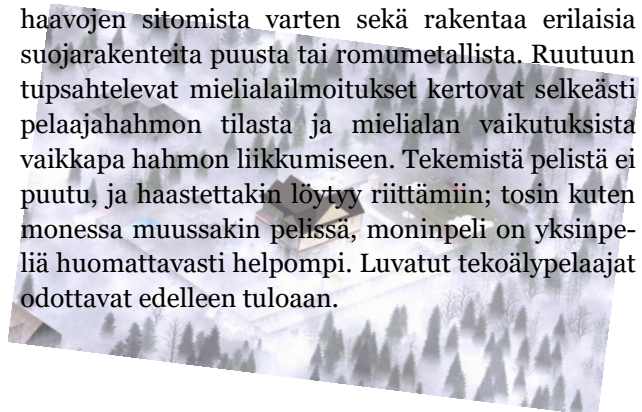 haavojen sitomista varten sekä rakentaa erilaisia
suojarakenteita puusta tai romumetallista. Ruutuun
tupsahtelevat mielialailmoitukset kertovat selkeästi
pelaajahahmon tilasta ja mielialan vaikutuksista
vaikkapa hahmon liikkumiseen. Tekemistä pelistä ei
puutu, ja haastettakin löytyy riittämiin; tosin kuten
monessa muussakin pelissä, moninpeli on yksinpe-
liä huomattavasti helpompi. Luvatut tekoälypelaajat
odottavat edelleen tuloaan.